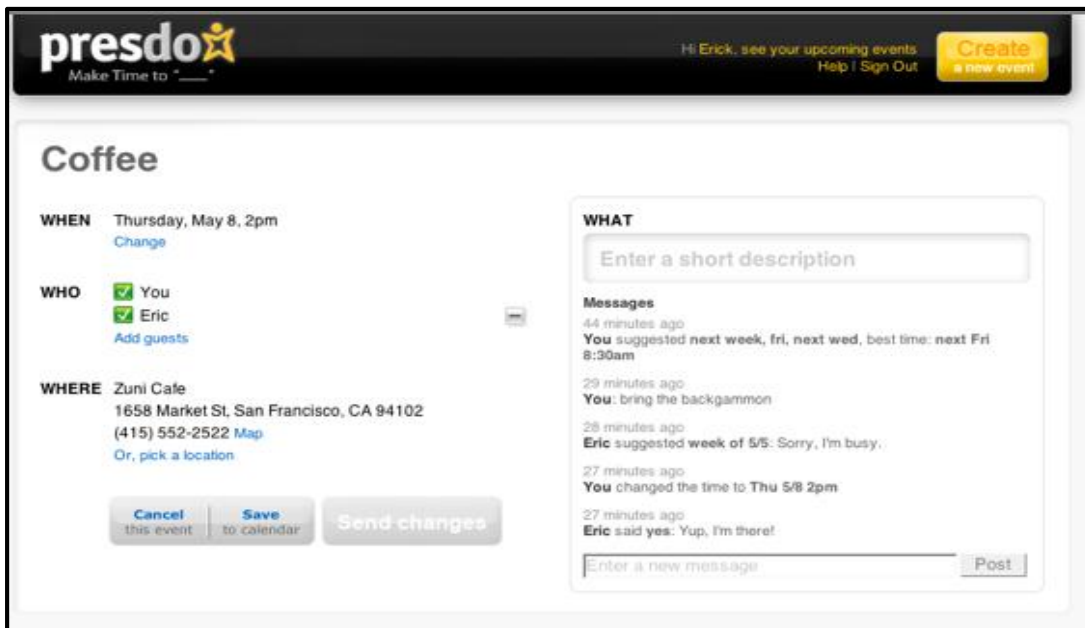 presdo
Make Time to "____"
Hi Erick, see your upcoming events
Help | Sign Out
Create
a new event
Coffee
WHEN Thursday, May 8, 2pm
Change
WHO You
Eric
Add guests
WHERE Zuni Cafe
1658 Market St, San Francisco, CA 94102
(415) 552-2522 Map
Or, pick a location
Cancel
this event
Save
to calendar
Send changes
WHAT
Enter a short description
Messages
44 minutes ago
You suggested next week, fri, next wed, best time: next Fri
8:30am
29 minutes ago
You: bring the backgammon
28 minutes ago
Eric suggested week of 5/5: Sorry, I'm busy.
27 minutes ago
You changed the time to Thu 5/8 2pm
27 minutes ago
Eric said yes: Yup, I'm there!
Enter a new message
Post